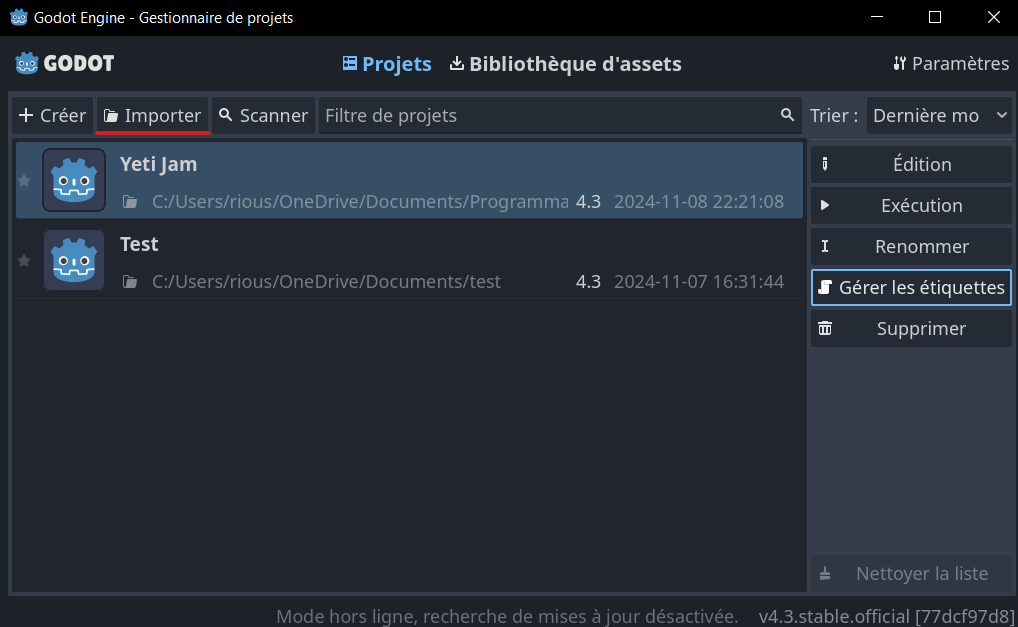 Godot Engine - Gestionnaire de projets
GODOT
Projets
Bibliothèque d'assets
Paramètres
Créer
Importer
Scanner
Filtre de projets
Trier :
Dernière mo
Yeti Jam
C:/Users/rious/OneDrive/Documents/Programma 4.3 2024-11-08 22:21:08
Test
C:/Users/rious/OneDrive/Documents/test 4.3 2024-11-07 16:31:44
Édition
Exécution
Renommer
Gérer les étiquettes
Supprimer
Nettoyer la liste
Mode hors ligne, recherche de mises à jour désactivée. v4.3.stable.official [77dcf97d8]